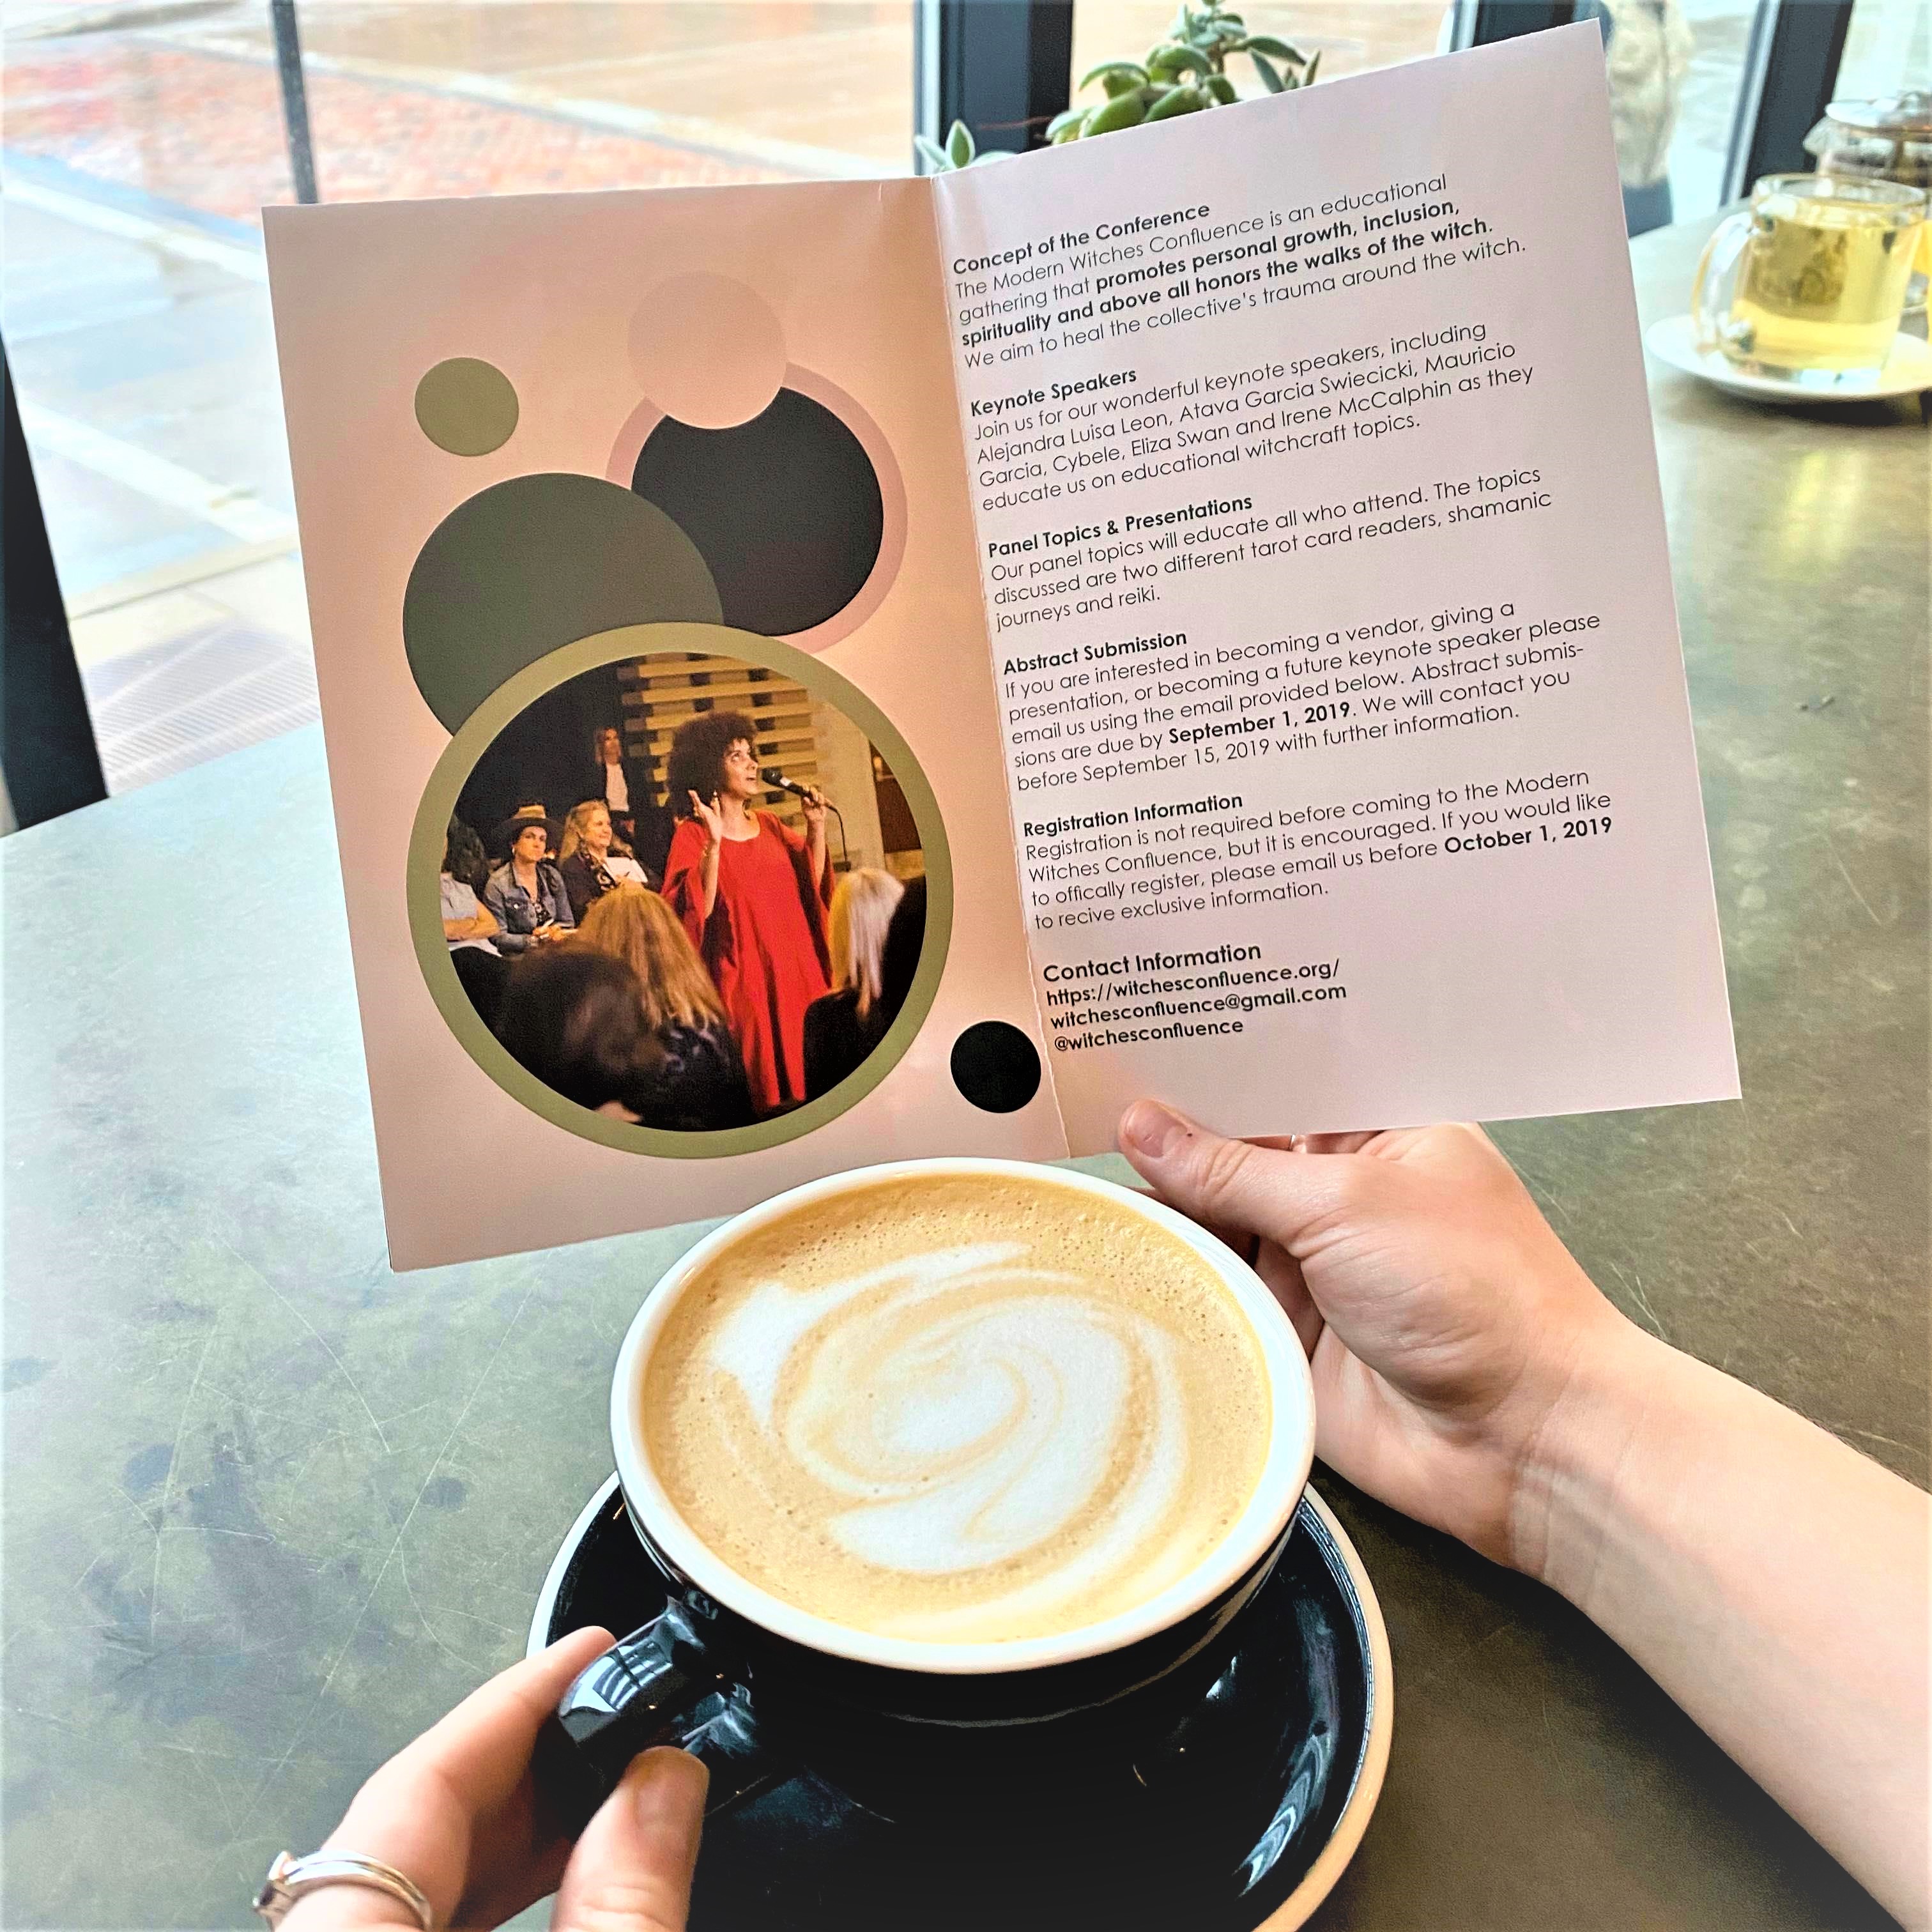 Concept of the Conference
The Modern Witches Confluence is an educational
gathering that promotes personal growth, inclusion,
spirituality and above all honors the walks of the witch.
We aim to heal the collective's trauma around the witch.
Keynote Speakers
Join us for our wonderful keynote speakers, including
Alejandra Luisa Leon, Atava Garcia Swiecicki, Mauricio
Garcia, Cybele, Eliza Swan and Irene McCalphin as they
educate us on educational witchcraft topics.
Panel Topics & Presentations
Our panel topics will educate all who attend. The topics
discussed are two different tarot card readers, shamanic
journeys and reiki.
Abstract Submission
If you are interested in becoming a vendor, giving a
presentation, or becoming a future keynote speaker please
email us using the email provided below. Abstract submis-
sions are due by September 1, 2019. We will contact you
before September 15, 2019 with further information.
Registration Information
Registration is not required before coming to the Modern
Witches Confluence, but it is encouraged. If you would like
to offically register, please email us before October 1, 2019
to recive exclusive information.
Contact Information
https://witchesconfluence.org/
witchesconfluence@gmail.com
@witchesconfluence